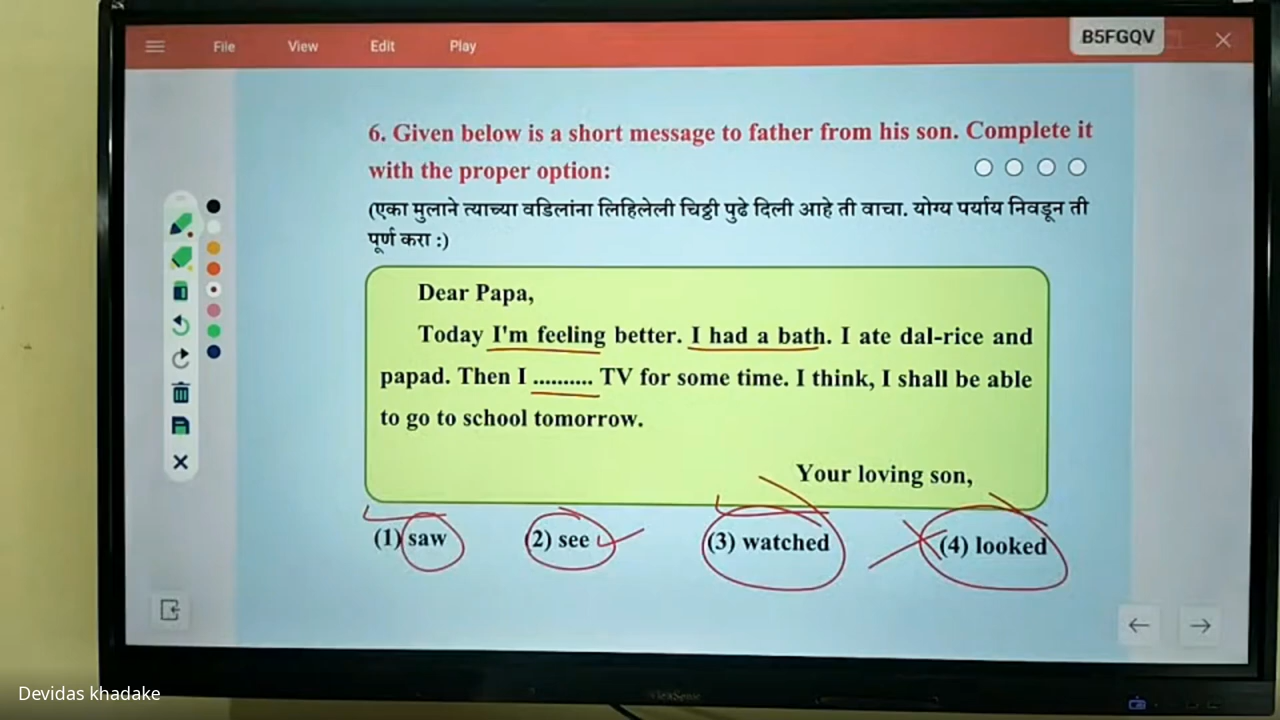 B5FGQV
File View Edit Play
6. Given below is a short message to father from his son. Complete it
with the proper option:
(एका मुलाने त्याच्या वडिलांना लिहिलेली चिठ्ठी पुढे दिली आहे ती वाचा. योग्य पर्याय निवडून ती
पूर्ण करा :)
Dear Papa,
Today I'm feeling better. I had a bath. I ate dal-rice and
papad. Then I .......... TV for some time. I think, I shall be able
to go to school tomorrow.
Your loving son,
(1) saw (2) see (3) watched (4) looked
Devidas khadake